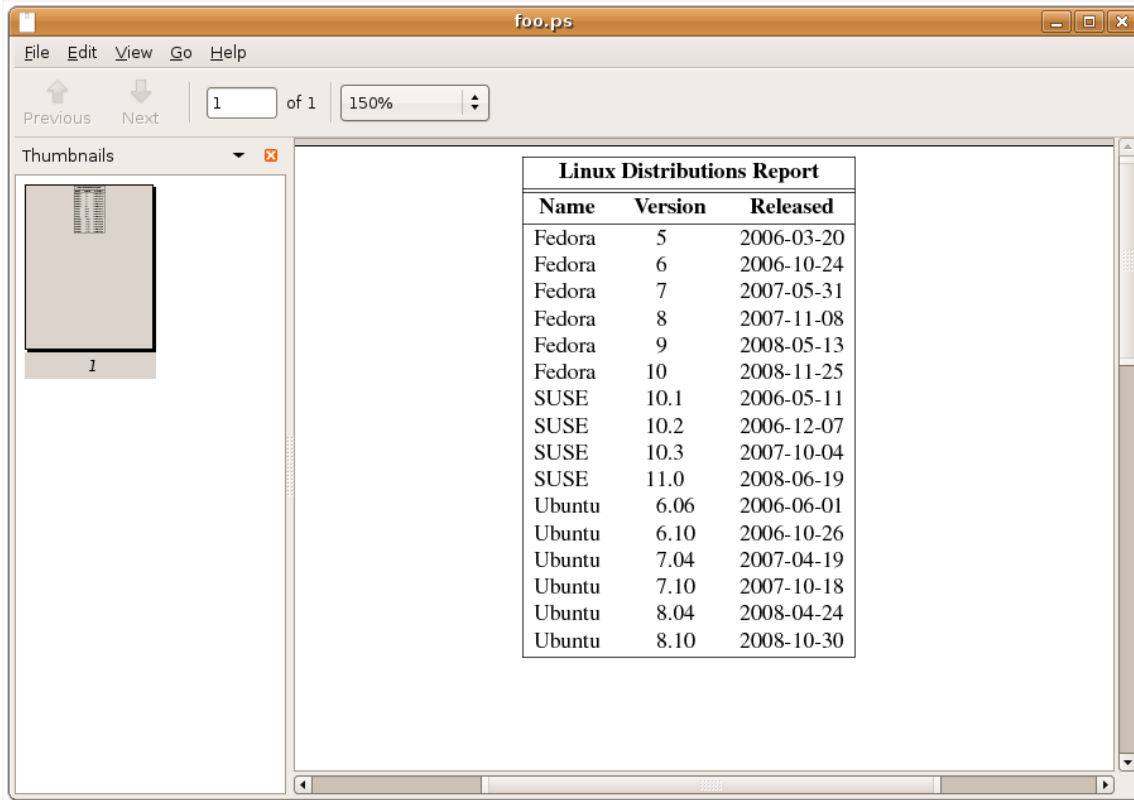 foo.ps
File Edit View Go Help
Previous Next 1 of 1 150%
Thumbnails
1
Linux Distributions Report
Name Version Released
Fedora 5 2006-03-20
Fedora 6 2006-10-24
Fedora 7 2007-05-31
Fedora 8 2007-11-08
Fedora 9 2008-05-13
Fedora 10 2008-11-25
SUSE 10.1 2006-05-11
SUSE 10.2 2006-12-07
SUSE 10.3 2007-10-04
SUSE 11.0 2008-06-19
Ubuntu 6.06 2006-06-01
Ubuntu 6.10 2006-10-26
Ubuntu 7.04 2007-04-19
Ubuntu 7.10 2007-10-18
Ubuntu 8.04 2008-04-24
Ubuntu 8.10 2008-10-30